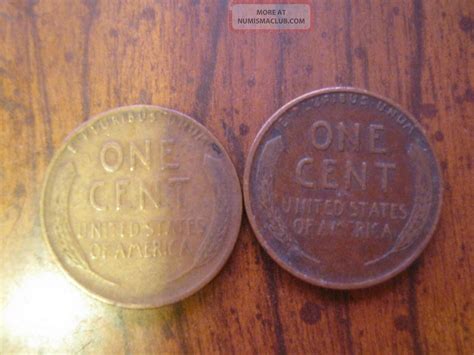 MORE AT
NUMISMACLUB.COM
E PLURIBUS UNUM
ONE
CENT
UNITED STATES
OF AMERICA
E PLURIBUS UNUM
ONE
CENT
UNITED STATES
OF AMERICA